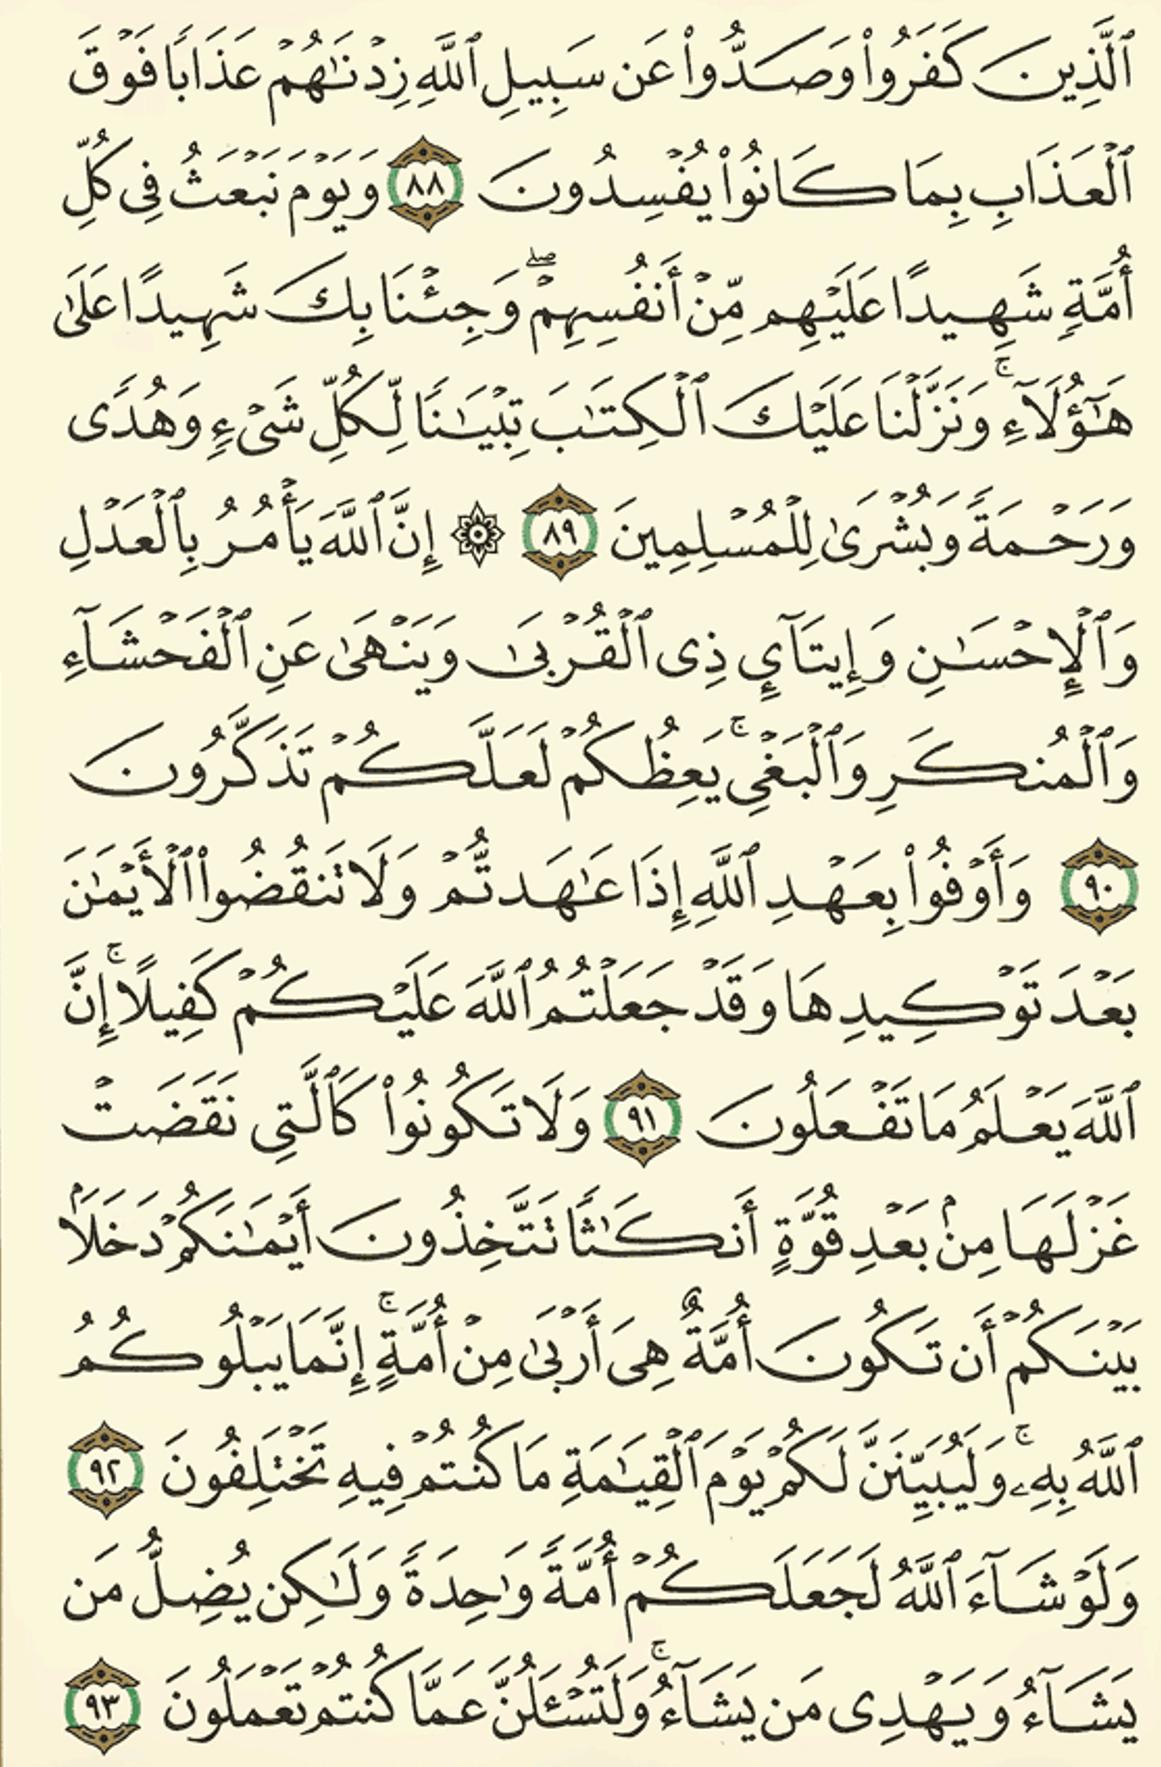 ٱلَّذِينَ كَفَرُوا۟ وَصَدُّوا۟ عَن سَبِيلِ ٱللَّهِ زِدْنَٰهُمْ عَذَابًا فَوْقَ
ٱلْعَذَابِ بِمَا كَانُوا۟ يُفْسِدُونَ ٨٨ وَيَوْمَ نَبْعَثُ فِى كُلِّ
أُمَّةٍ شَهِيدًا عَلَيْهِم مِّنْ أَنفُسِهِمْ ۖ وَجِئْنَا بِكَ شَهِيدًا عَلَىٰ
هَٰٓؤُلَآءِ ۚ وَنَزَّلْنَا عَلَيْكَ ٱلْكِتَٰبَ تِبْيَٰنًا لِّكُلِّ شَىْءٍ وَهُدًى
وَرَحْمَةً وَبُشْرَىٰ لِلْمُسْلِمِينَ ٨٩ ۞ إِنَّ ٱللَّهَ يَأْمُرُ بِٱلْعَدْلِ
وَٱلْإِحْسَٰنِ وَإِيتَآئِ ذِى ٱلْقُرْبَىٰ وَيَنْهَىٰ عَنِ ٱلْفَحْشَآءِ
وَٱلْمُنكَرِ وَٱلْبَغْىِ ۚ يَعِظُكُمْ لَعَلَّكُمْ تَذَكَّرُونَ
٩٠ وَأَوْفُوا۟ بِعَهْدِ ٱللَّهِ إِذَا عَٰهَدتُّمْ وَلَا تَنقُضُوا۟ ٱلْأَيْمَٰنَ
بَعْدَ تَوْكِيدِهَا وَقَدْ جَعَلْتُمُ ٱللَّهَ عَلَيْكُمْ كَفِيلًا ۚ إِنَّ
ٱللَّهَ يَعْلَمُ مَا تَفْعَلُونَ ٩١ وَلَا تَكُونُوا۟ كَٱلَّتِى نَقَضَتْ
غَزْلَهَا مِنۢ بَعْدِ قُوَّةٍ أَنكَٰثًا تَتَّخِذُونَ أَيْمَٰنَكُمْ دَخَلًۢا
بَيْنَكُمْ أَن تَكُونَ أُمَّةٌ هِىَ أَرْبَىٰ مِنْ أُمَّةٍ ۚ إِنَّمَا يَبْلُوكُمُ
ٱللَّهُ بِهِۦ ۚ وَلَيُبَيِّنَنَّ لَكُمْ يَوْمَ ٱلْقِيَٰمَةِ مَا كُنتُمْ فِيهِ تَخْتَلِفُونَ ٩٢
وَلَوْ شَآءَ ٱللَّهُ لَجَعَلَكُمْ أُمَّةً وَٰحِدَةً وَلَٰكِن يُضِلُّ مَن
يَشَآءُ وَيَهْدِى مَن يَشَآءُ ۚ وَلَتُسْـَٔلُنَّ عَمَّا كُنتُمْ تَعْمَلُونَ ٩٣